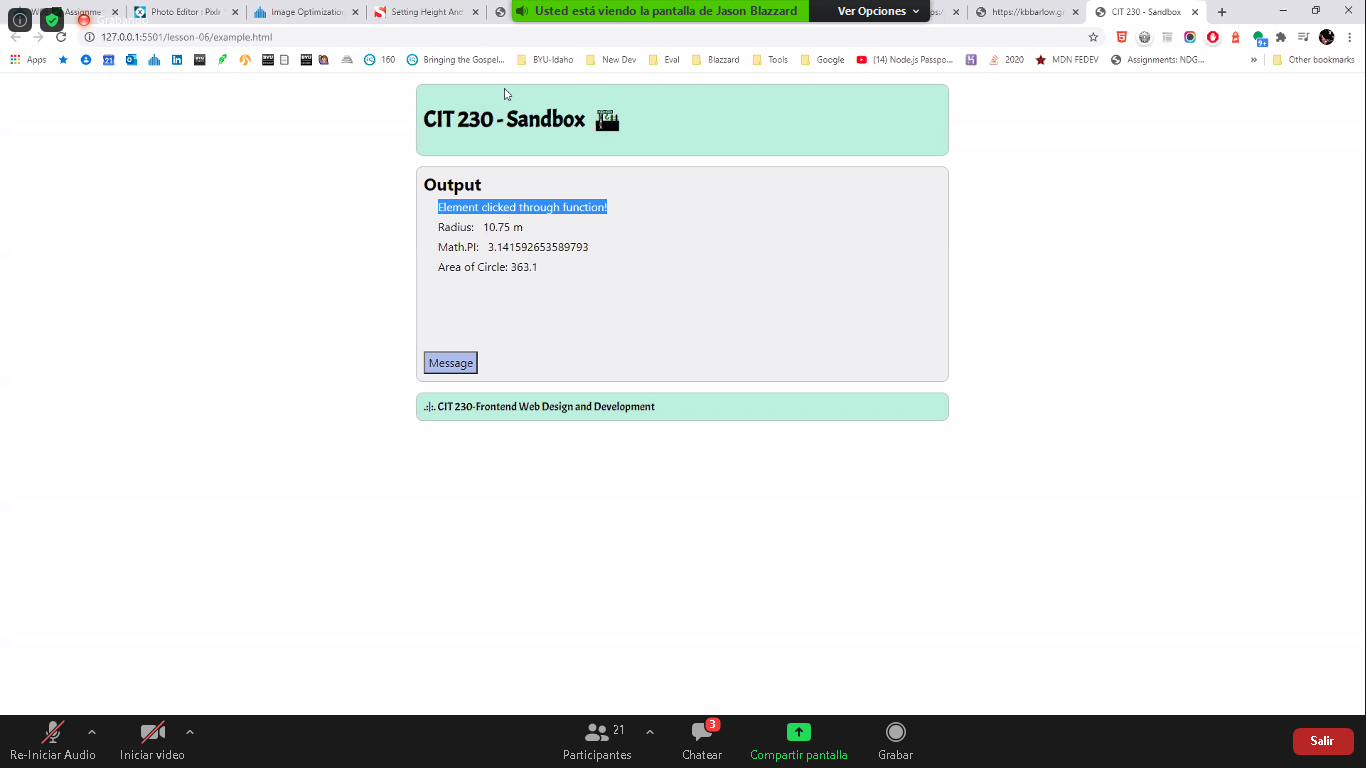 Assignme
Photo Editor : Pixlr
Image Optimization
Setting Height And
Usted está viendo la pantalla de Jason Blazzard
Ver Opciones
https://kbbarlow.gi
CIT 230 - Sandbox
Grabando
127.0.0.1:5501/lesson-06/example.html
Apps
160
Bringing the Gospel...
BYU-Idaho
New Dev
Eval
Blazzard
Tools
Google
(14) Node.js Passpo...
2020
MDN FEDEV
Assignments: NDG...
»
Other bookmarks
CIT 230 - Sandbox
Output
Element clicked through function!
Radius: 10.75 m
Math.PI: 3.141592653589793
Area of Circle: 363.1
Message
.:|:. CIT 230-Frontend Web Design and Development
Re-Iniciar Audio
Iniciar video
21
Participantes
3
Chatear
Compartir pantalla
Grabar
Salir